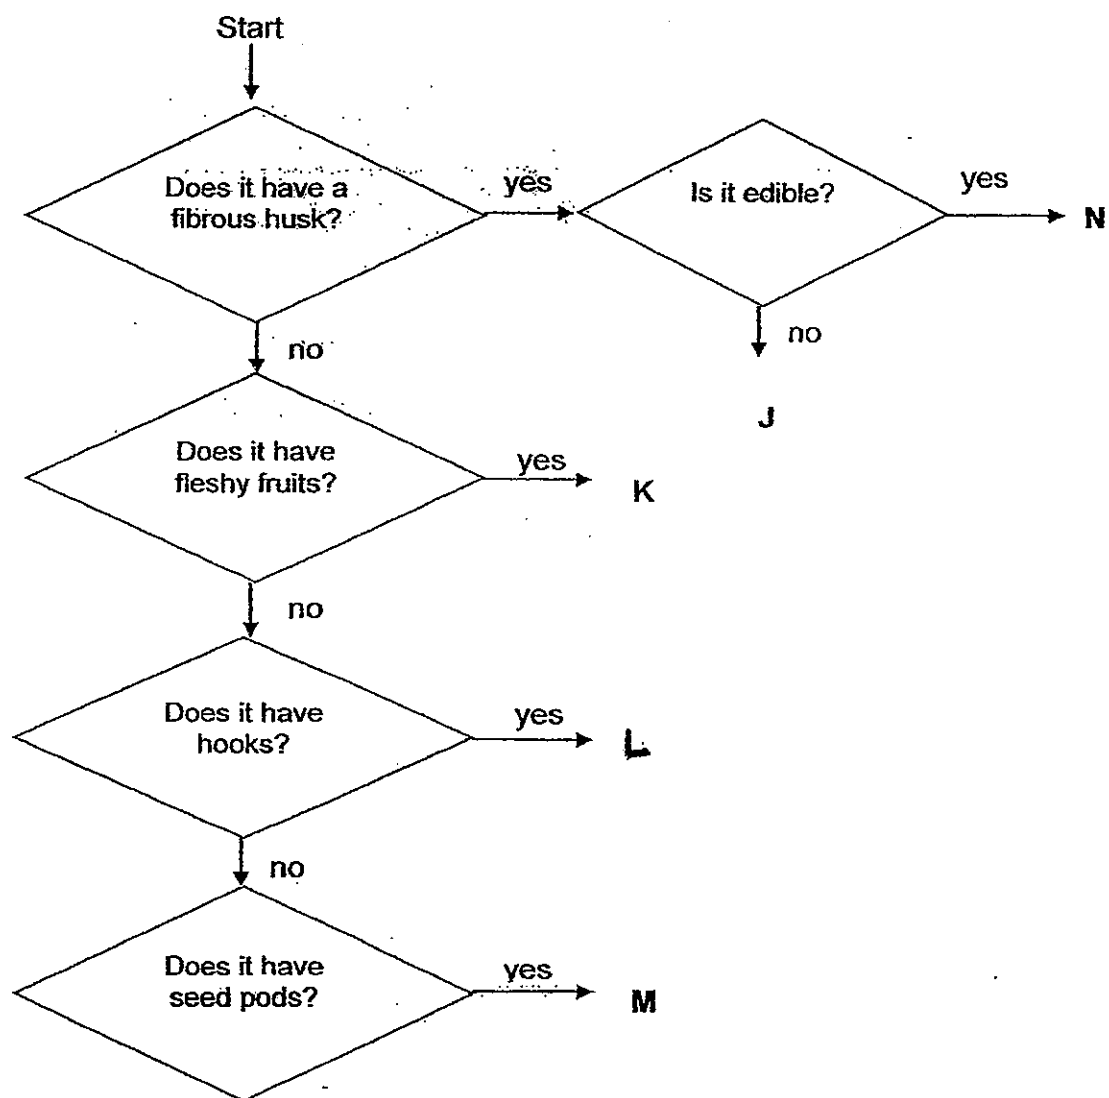 Start
Does it have a
fibrous husk?
yes
Is it edible?
yes
N
no
J
no
Does it have
fleshy fruits?
yes
K
no
Does it have
hooks?
yes
L
no
Does it have
seed pods?
yes
M